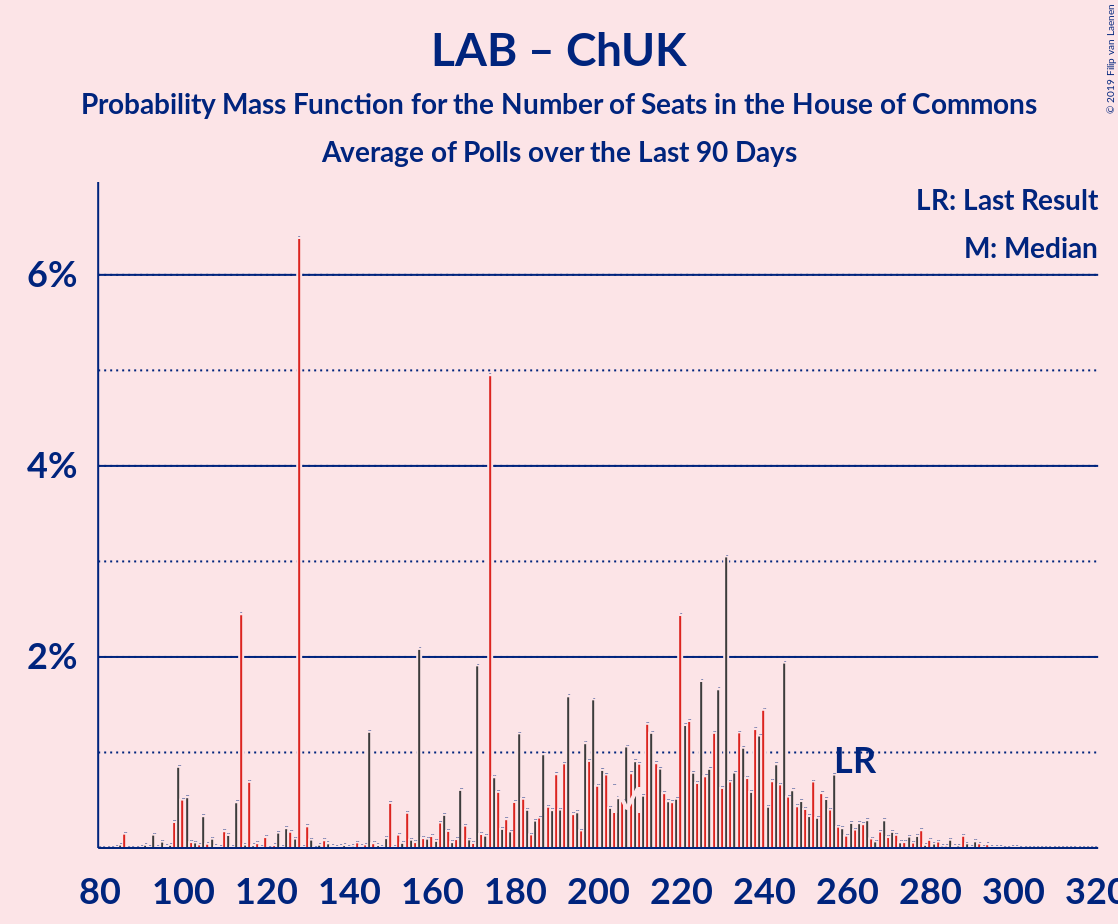 LAB – ChUK
Probability Mass Function for the Number of Seats in the House of Commons
Average of Polls over the Last 90 Days
© 2019 Filip van Laenen
LR: Last Result
M: Median
6%
4%
2%
LR
M
80 100 120 140 160 180 200 220 240 260 280 300 320